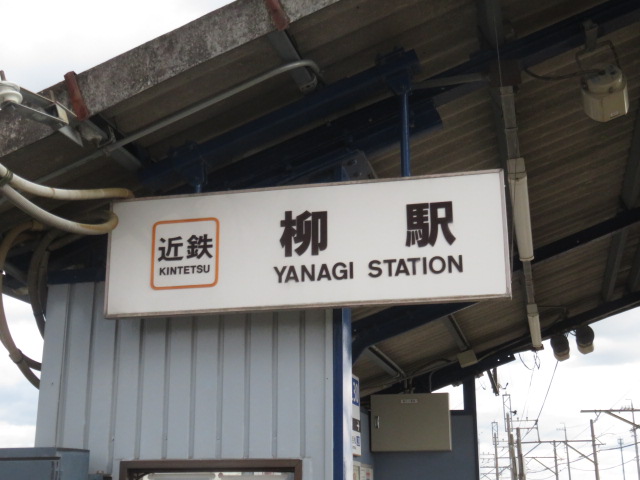 近鉄
KINTETSU
柳 駅
YANAGI STATION